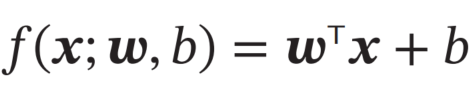 f(x; w, b) = w⊤x + b